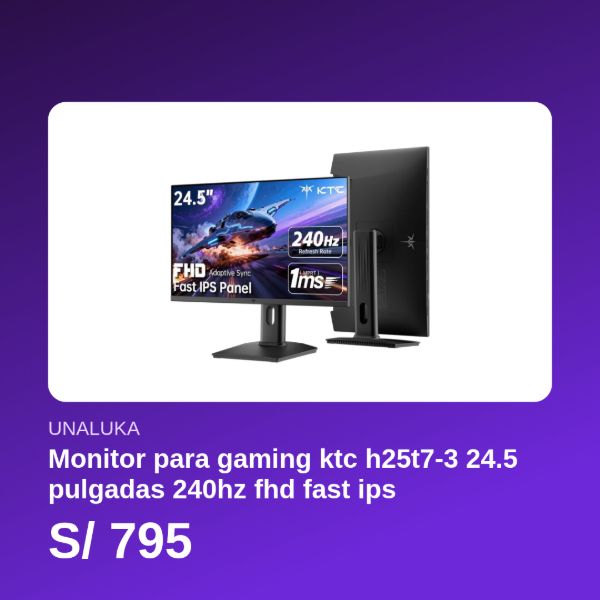 24.5"
KTC
240Hz
Refresh Rate
FHD Adaptive Sync
1ms
Fast IPS Panel
UNALUKA
Monitor para gaming ktc h25t7-3 24.5
pulgadas 240hz fhd fast ips
S/ 795